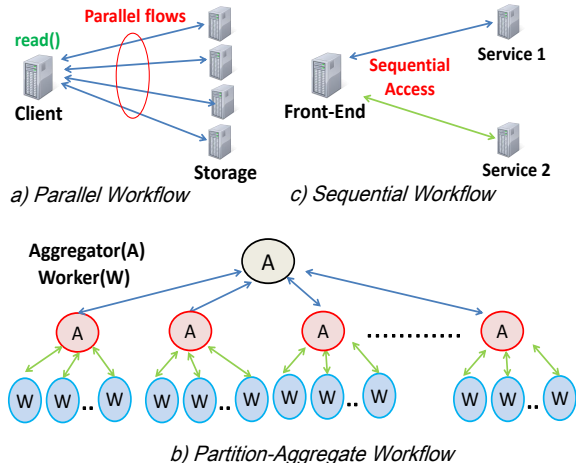 Parallel flows
read()
Client
Storage
a) Parallel Workflow
Service 1
Sequential
Access
Front-End
Service 2
c) Sequential Workflow
Aggregator(A)
Worker(W)
A
A A A ............ A
W W .. W W W .. W W W .. W W W .. W
b) Partition-Aggregate Workflow